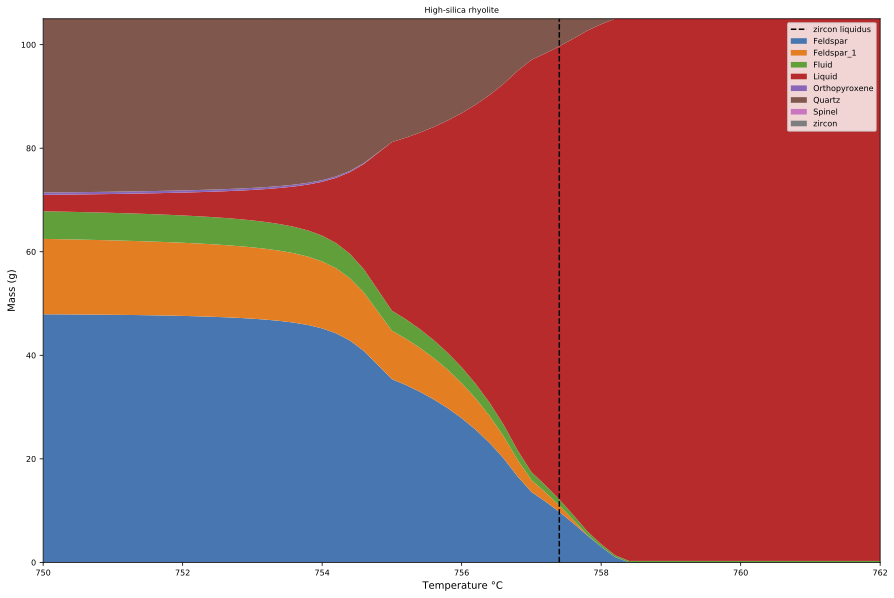 High-silica rhyolite
zircon liquidus
Feldspar
Feldspar_1
Fluid
Liquid
Orthopyroxene
Quartz
Spinel
zircon
Mass (g)
100
80
60
40
20
0
750 752 754 756 758 760 762
Temperature °C